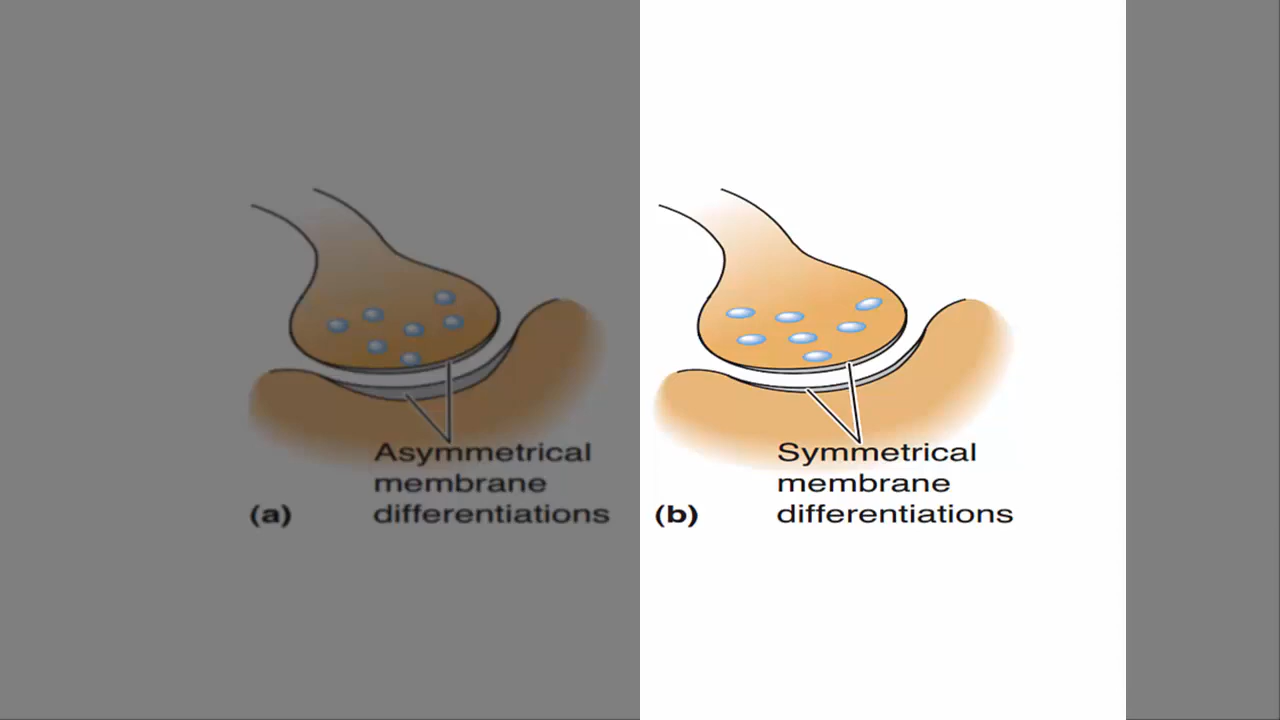 Asymmetrical
membrane
differentiations
(a)
Symmetrical
membrane
differentiations
(b)